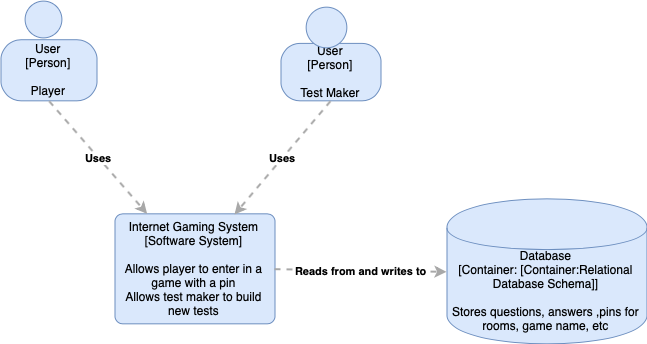 User
[Person]
Player
User
[Person]
Test Maker
Uses
Uses
Internet Gaming System
[Software System]
Allows player to enter in a
game with a pin
Allows test maker to build
new tests
Reads from and writes to
Database
[Container: [Container:Relational
Database Schema]]
Stores questions, answers ,pins for
rooms, game name, etc